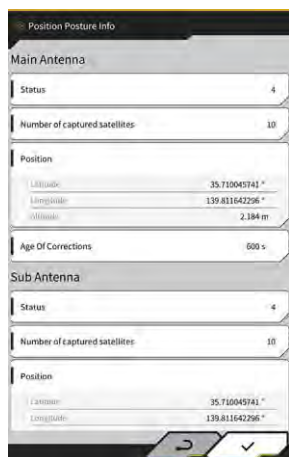 Position Posture Info
Main Antenna
Status 4
Number of captured satellites 10
Position
Latitude 35.710045741 °
Longitude 139.811642296 °
Altitude 2.184 m
Age Of Corrections 600 s
Sub Antenna
Status 4
Number of captured satellites 10
Position
Latitude 35.710045741 °
Longitude 139.811642296 °